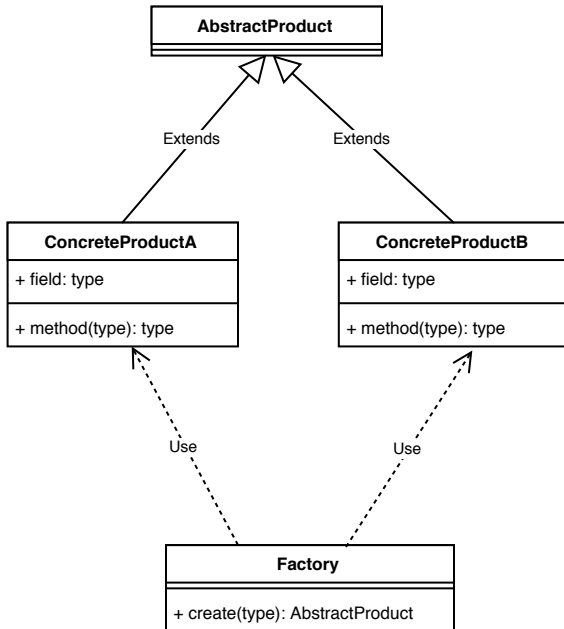 AbstractProduct
Extends
Extends
ConcreteProductA
+ field: type
+ method(type): type
ConcreteProductB
+ field: type
+ method(type): type
Use
Use
Factory
+ create(type): AbstractProduct